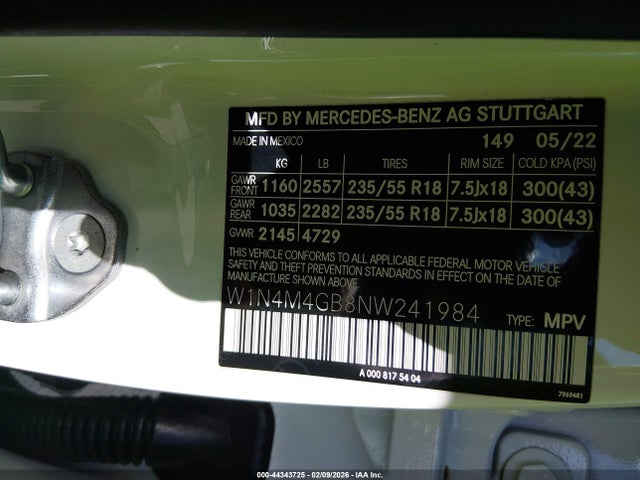 MFD BY MERCEDES-BENZ AG STUTTGART
MADE IN MEXICO 149 05/22
KG LB TIRES RIM SIZE COLD KPA(PSI)
GAWR FRONT 1160 2557 235/55 R18 7.5Jx18 300(43)
GAWR REAR 1035 2282 235/55 R18 7.5Jx18 300(43)
GVWR 2145 4729
THIS VEHICLE CONFORMS TO ALL APPLICABLE FEDERAL MOTOR VEHICLE
SAFETY AND THEFT PREVENTION STANDARDS IN EFFECT ON THE DATE OF
MANUFACTURE SHOWN ABOVE.
W1N4M4GB8NW241984 TYPE: MPV
A 000 817 54 04
7969481
000-44343725 - 02/09/2026 - IAA Inc.